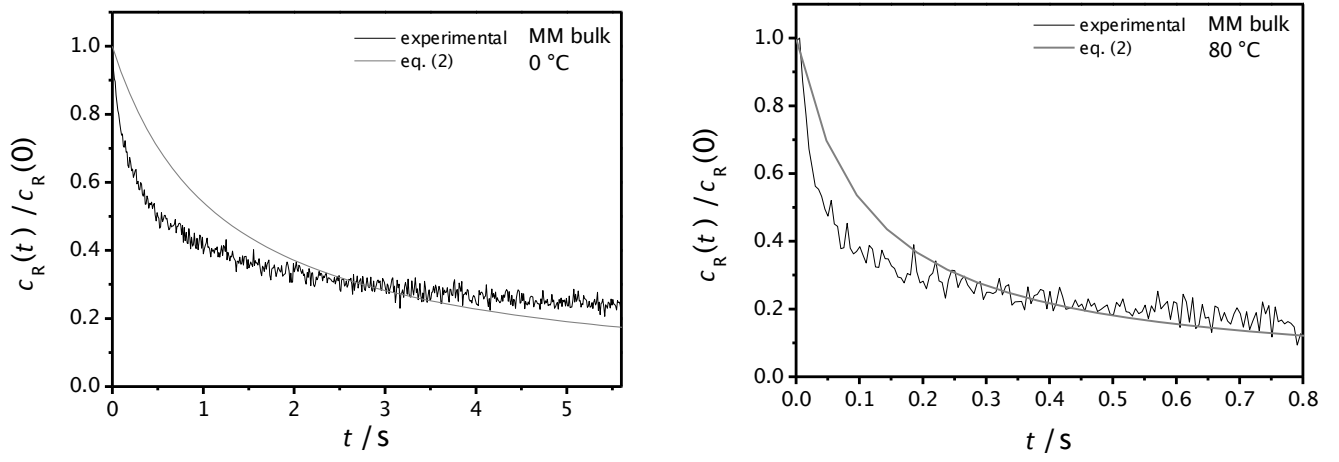 experimental
eq. (2)
MM bulk
0 °C
c_R(t) / c_R(0)
1.0
0.8
0.6
0.4
0.2
0.0
0 1 2 3 4 5
t / s
experimental
eq. (2)
MM bulk
80 °C
c_R(t) / c_R(0)
1.0
0.8
0.6
0.4
0.2
0.0
0.0 0.1 0.2 0.3 0.4 0.5 0.6 0.7 0.8
t / s